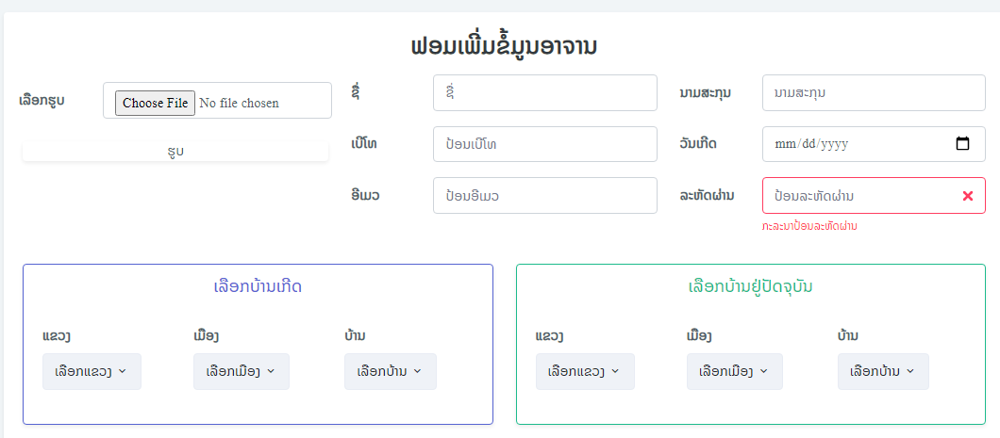 ຟອມເພີ່ມຂໍ້ມູນອາຈານ
ເລືອກຮູບ Choose File No file chosen
ຮູບ
ຊື່ ຊື່ ນາມສະກຸນ ນາມສະກຸນ
ເບີໂທ ປ້ອນເບີໂທ ວັນເກີດ mm/dd/yyyy
ອີເມວ ປ້ອນອີເມວ ລະຫັດຜ່ານ ປ້ອນລະຫັດຜ່ານ
ກະລຸນາປ້ອນລະຫັດຜ່ານ
ເລືອກບ້ານເກີດ
ແຂວງ ເມືອງ ບ້ານ
ເລືອກແຂວງ ເລືອກເມືອງ ເລືອກບ້ານ
ເລືອກບ້ານຢູ່ປັດຈຸບັນ
ແຂວງ ເມືອງ ບ້ານ
ເລືອກແຂວງ ເລືອກເມືອງ ເລືອກບ້ານ